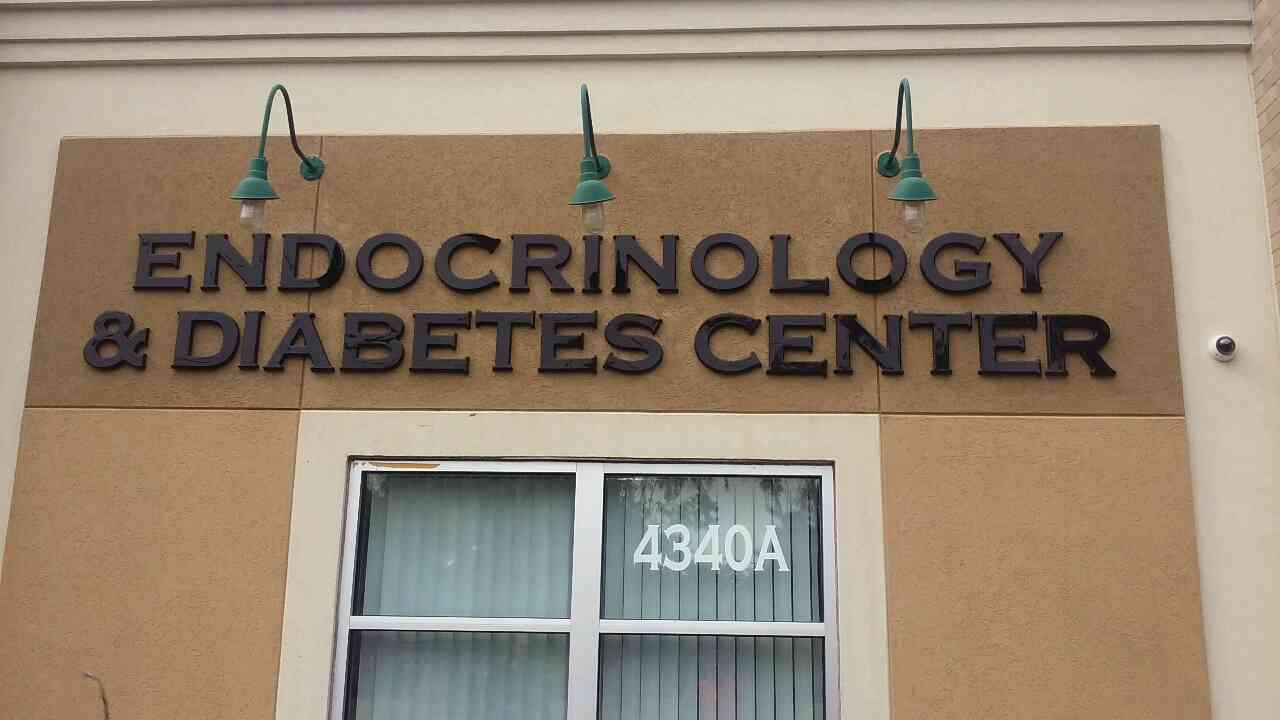 ENDOCRINOLOGY
& DIABETES CENTER
4340A